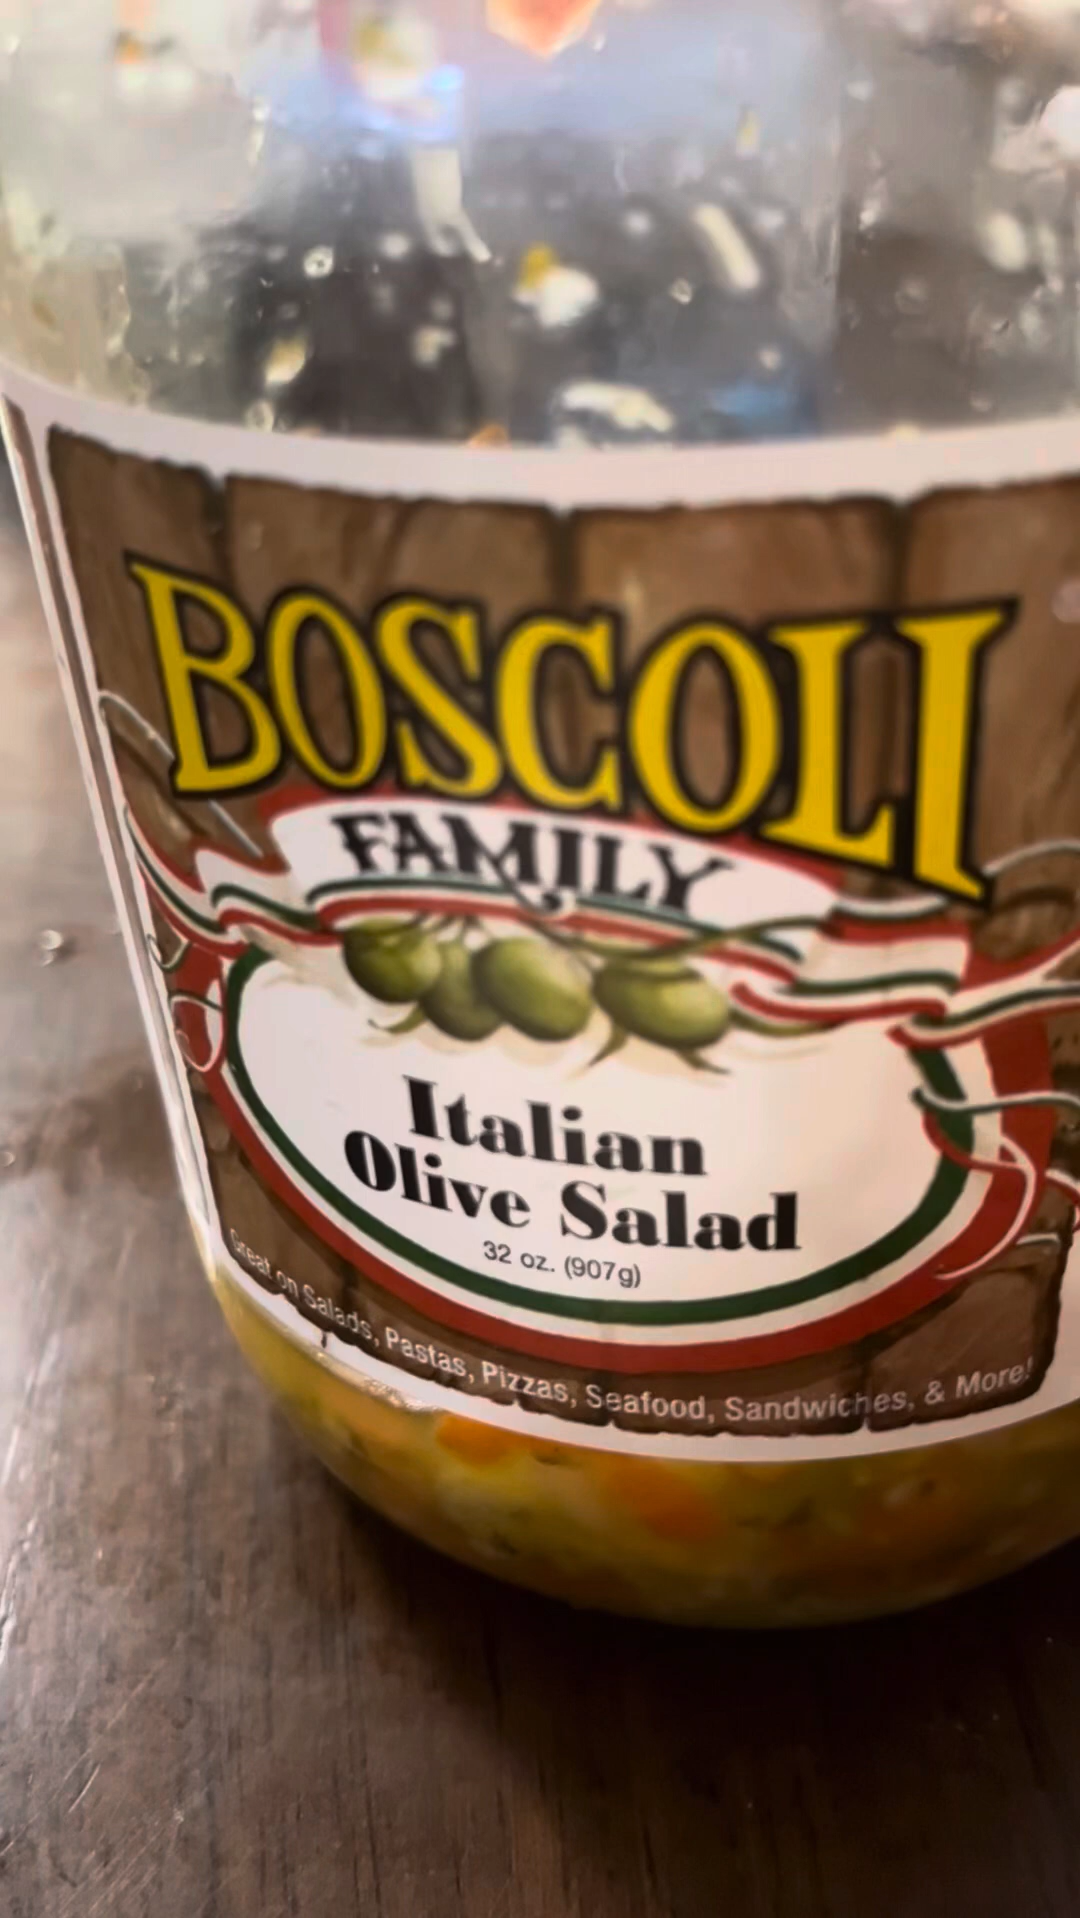 BOSCOLI
FAMILY
Italian
Olive Salad
32 oz. (907g)
Great on Salads, Pastas, Pizzas, Seafood, Sandwiches, & More!